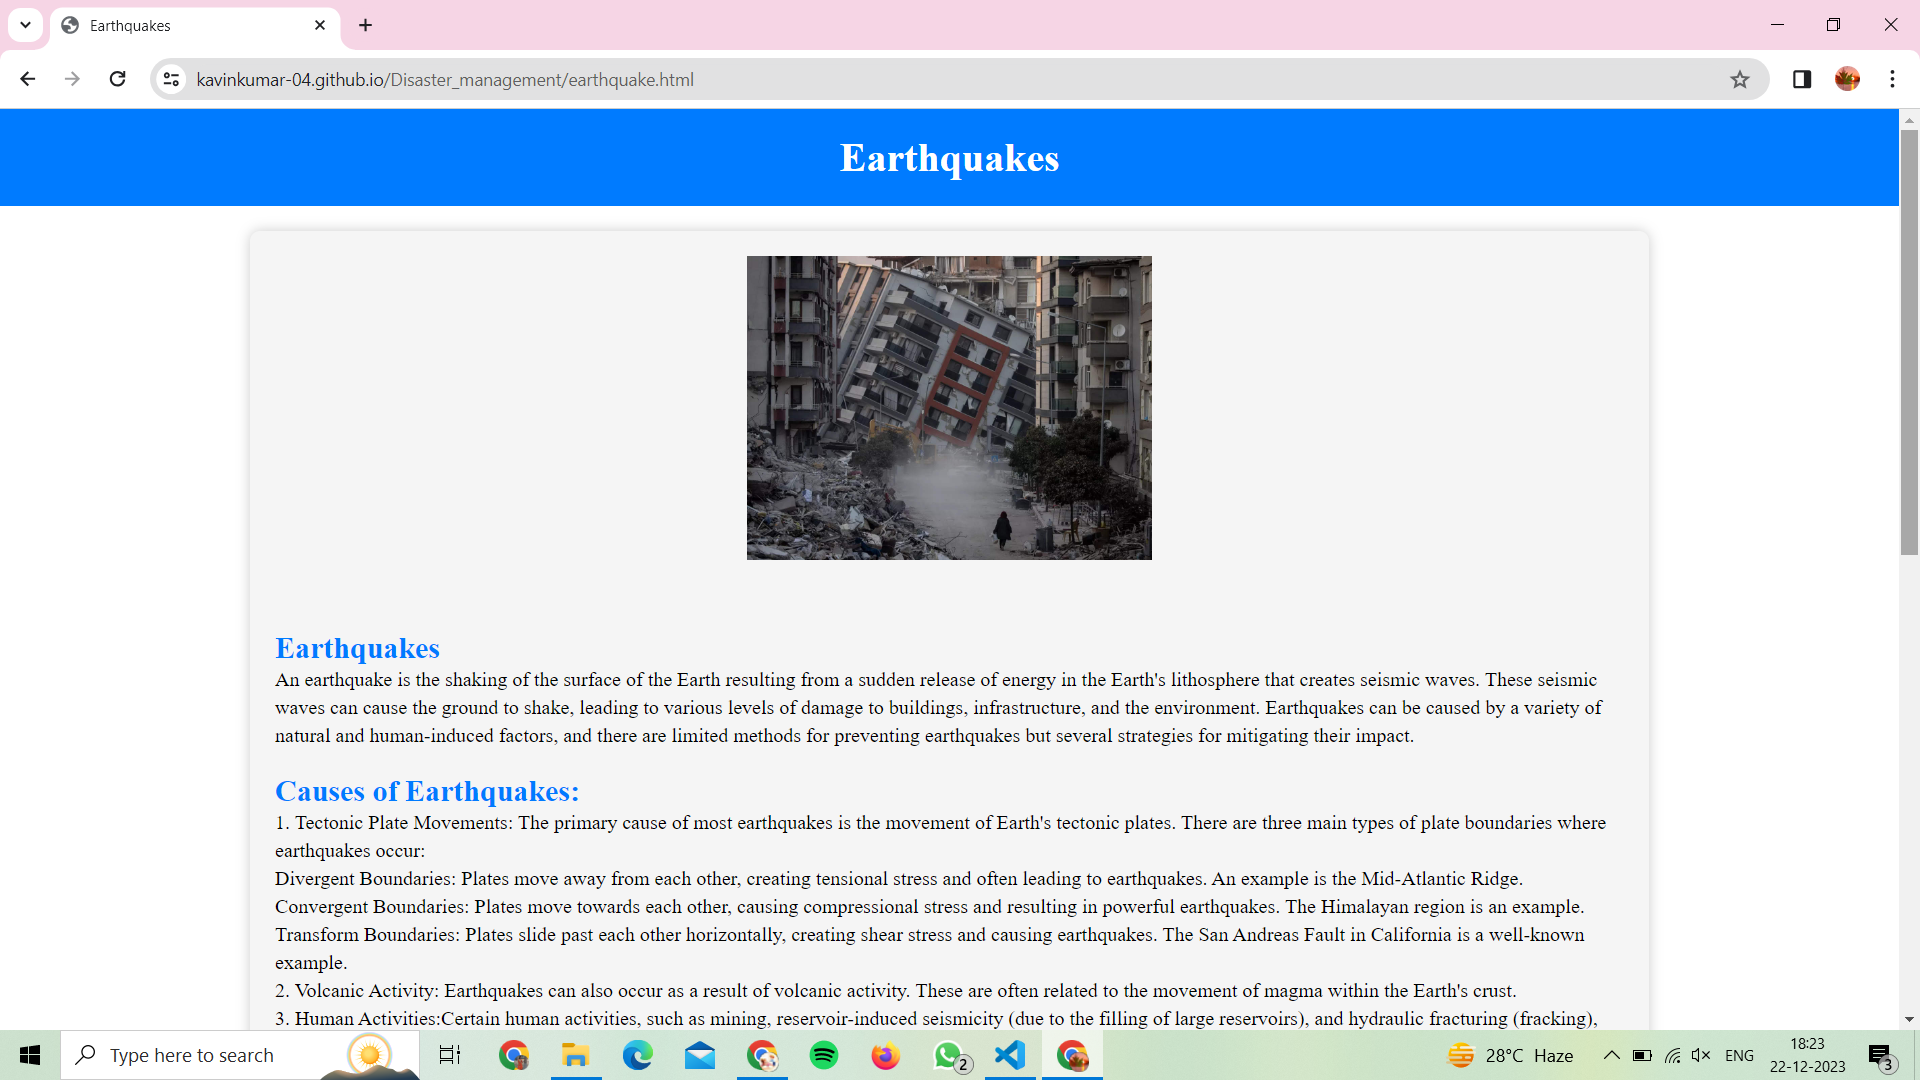 Earthquakes
kavinkumar-04.github.io/Disaster_management/earthquake.html
Earthquakes
Earthquakes
An earthquake is the shaking of the surface of the Earth resulting from a sudden release of energy in the Earth's lithosphere that creates seismic waves. These seismic
waves can cause the ground to shake, leading to various levels of damage to buildings, infrastructure, and the environment. Earthquakes can be caused by a variety of
natural and human-induced factors, and there are limited methods for preventing earthquakes but several strategies for mitigating their impact.
Causes of Earthquakes:
1. Tectonic Plate Movements: The primary cause of most earthquakes is the movement of Earth's tectonic plates. There are three main types of plate boundaries where
earthquakes occur:
Divergent Boundaries: Plates move away from each other, creating tensional stress and often leading to earthquakes. An example is the Mid-Atlantic Ridge.
Convergent Boundaries: Plates move towards each other, causing compressional stress and resulting in powerful earthquakes. The Himalayan region is an example.
Transform Boundaries: Plates slide past each other horizontally, creating shear stress and causing earthquakes. The San Andreas Fault in California is a well-known
example.
2. Volcanic Activity: Earthquakes can also occur as a result of volcanic activity. These are often related to the movement of magma within the Earth's crust.
3. Human Activities:Certain human activities, such as mining, reservoir-induced seismicity (due to the filling of large reservoirs), and hydraulic fracturing (fracking),
Type here to search
2
28°C Haze
ENG
18:23
22-12-2023
3